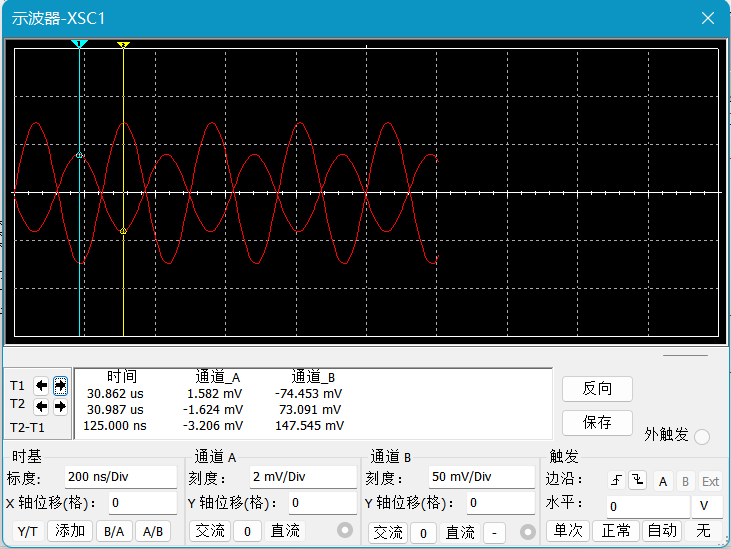 示波器-XSC1
1
2
时间 通道_A 通道_B
T1 30.862 us 1.582 mV -74.453 mV
T2 30.987 us -1.624 mV 73.091 mV
T2-T1 125.000 ns -3.206 mV 147.545 mV
反向
保存
外触发
时基 通道 A 通道 B 触发
标度: 200 ns/Div 刻度: 2 mV/Div 刻度: 50 mV/Div 边沿: A B Ext
X 轴位移(格): 0 Y 轴位移(格): 0 Y 轴位移(格): 0 水平: 0 V
Y/T 添加 B/A A/B 交流 0 直流 交流 0 直流 - 单次 正常 自动 无